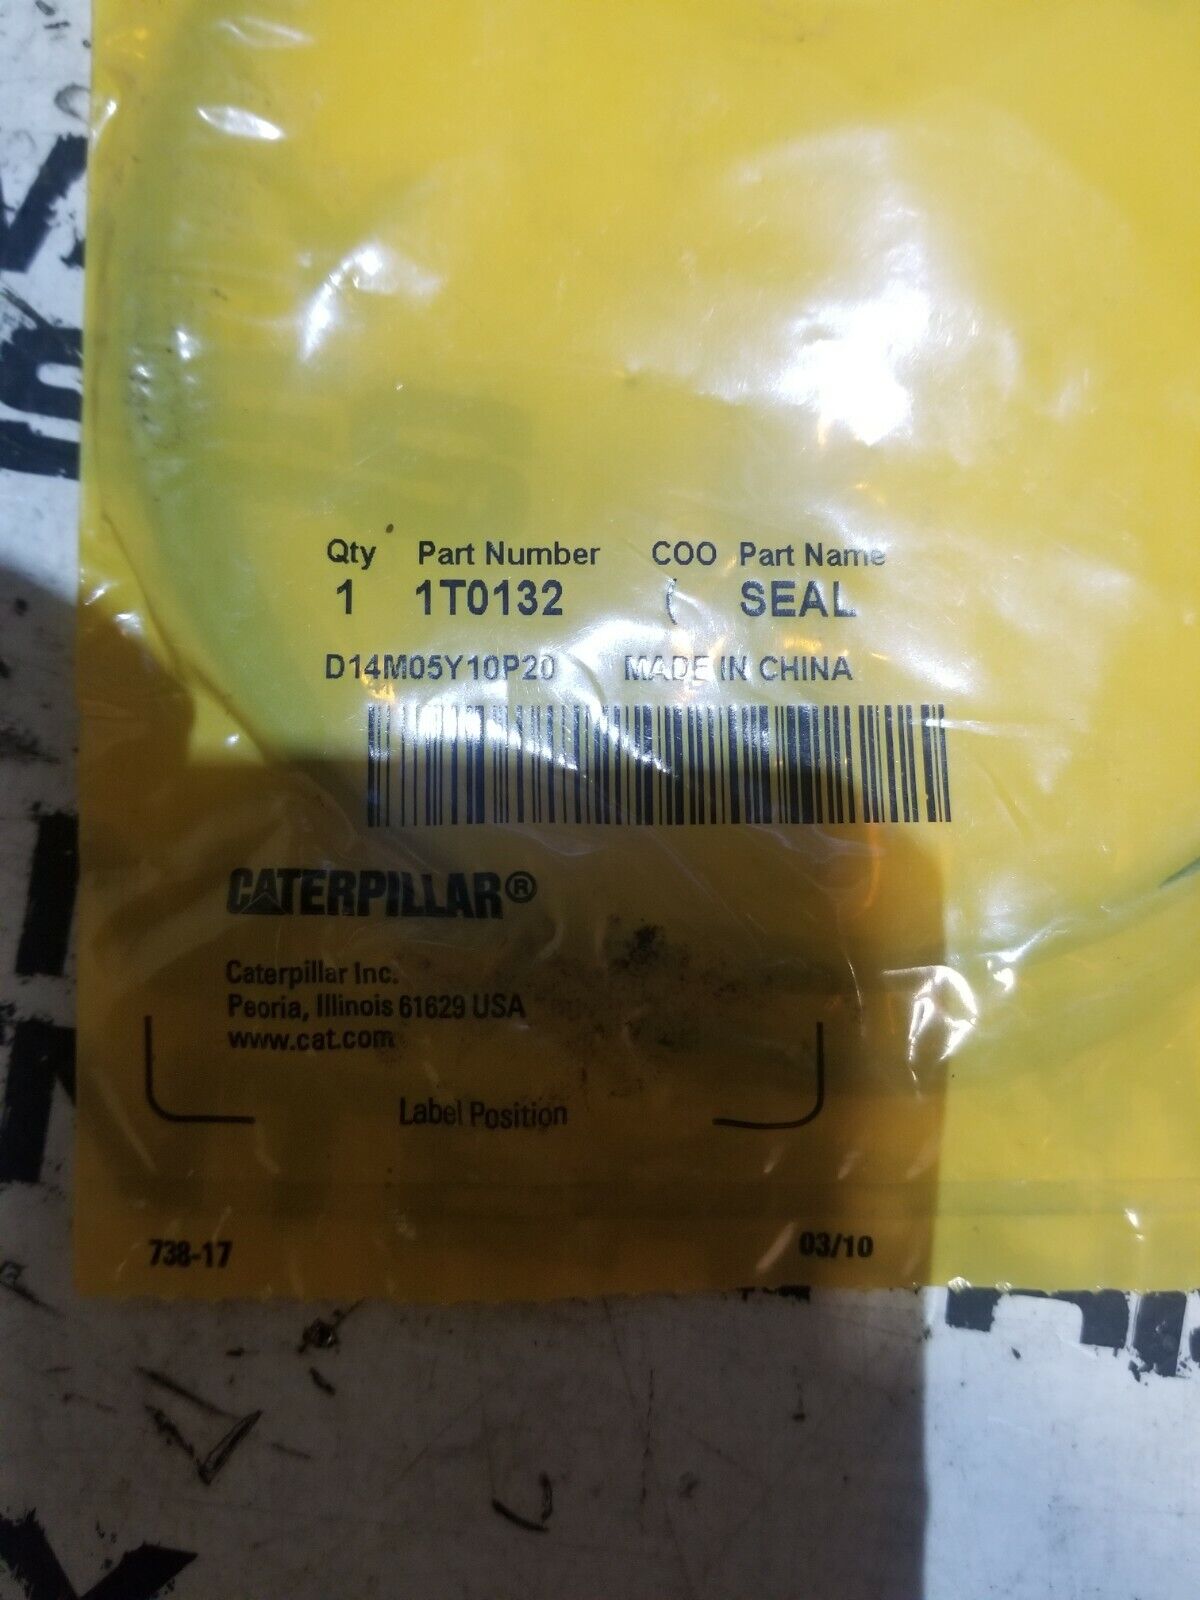 Qty Part Number COO Part Name
1 1T0132 ( SEAL
D14M05Y10P20 MADE IN CHINA
CATERPILLAR®
Caterpillar Inc.
Peoria, Illinois 61629 USA
www.cat.com
Label Position
738-17 03/10